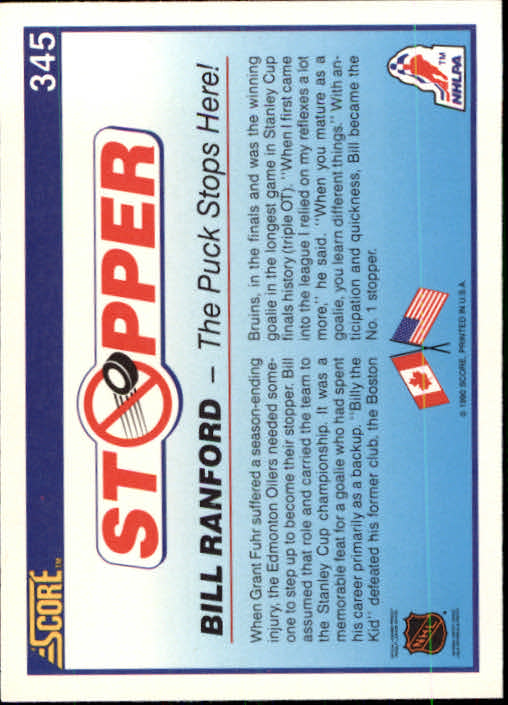 SCORE™
345
STOPPER
BILL RANFORD – The Puck Stops Here!
When Grant Fuhr suffered a season-ending
injury, the Edmonton Oilers needed some-
one to step up to become their stopper. Bill
assumed that role and carried the team to
the Stanley Cup championship. It was a
memorable feat for a goalie who had spent
his career primarily as a backup. "Billy the
Kid" defeated his former club, the Boston
Bruins, in the finals and was the winning
goalie in the longest game in Stanley Cup
finals history (triple OT). "When I first came
into the league I relied on my reflexes a lot
more," he said. "When you mature as a
goalie, you learn different things." With an-
ticipation and quickness, Bill became the
No. 1 stopper.
NHL
© 1990 SCORE, PRINTED IN U.S.A.
™
NHLPA